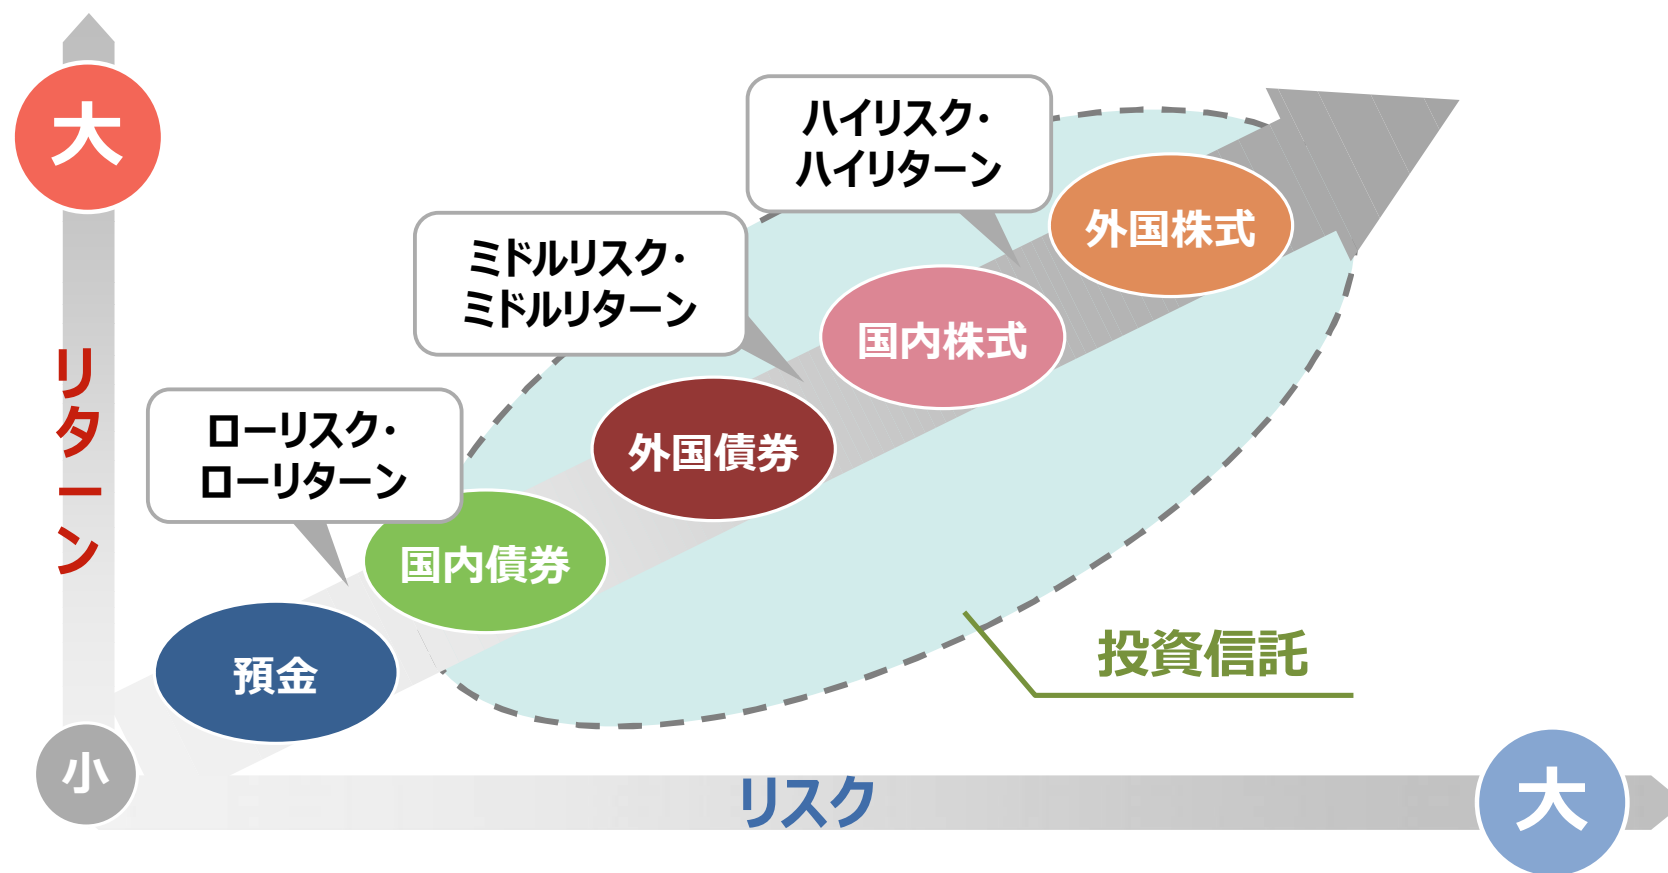 大
ハイリスク・
ハイリターン
外国株式
ミドルリスク・
ミドルリターン
国内株式
リターン
ローリスク・
ローリターン
外国債券
国内債券
投資信託
預金
小
リスク
大